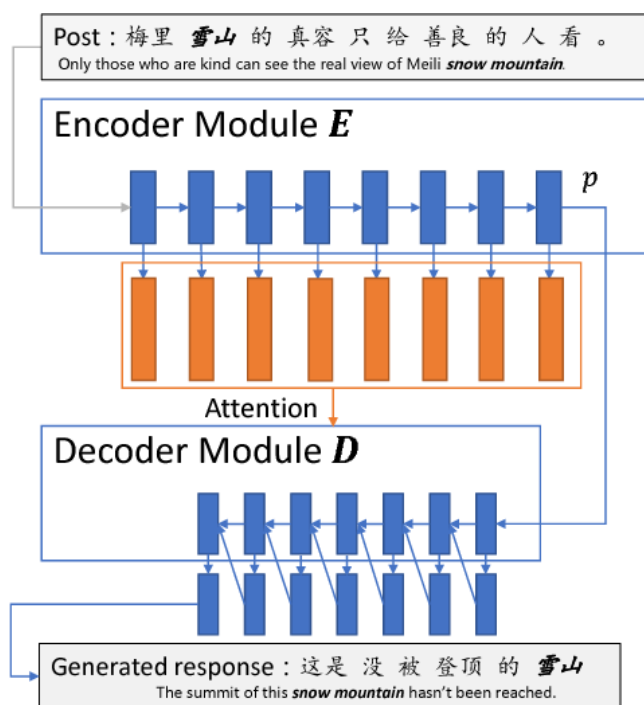 Post : 梅里 雪山 的 真容 只 给 善良 的 人 看 。
Only those who are kind can see the real view of Meili snow mountain.
Encoder Module E
p
Attention
Decoder Module D
Generated response : 这是 没 被 登顶 的 雪山
The summit of this snow mountain hasn't been reached.